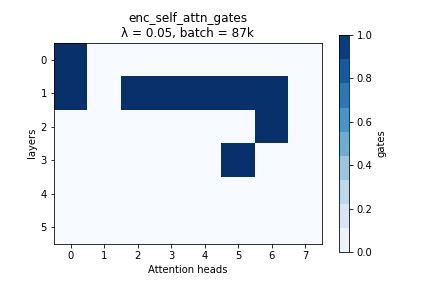 enc_self_attn_gates
λ = 0.05, batch = 87k
layers
0
1
2
3
4
5
0 1 2 3 4 5 6 7
Attention heads
1.0
0.8
0.6
0.4
0.2
0.0
gates